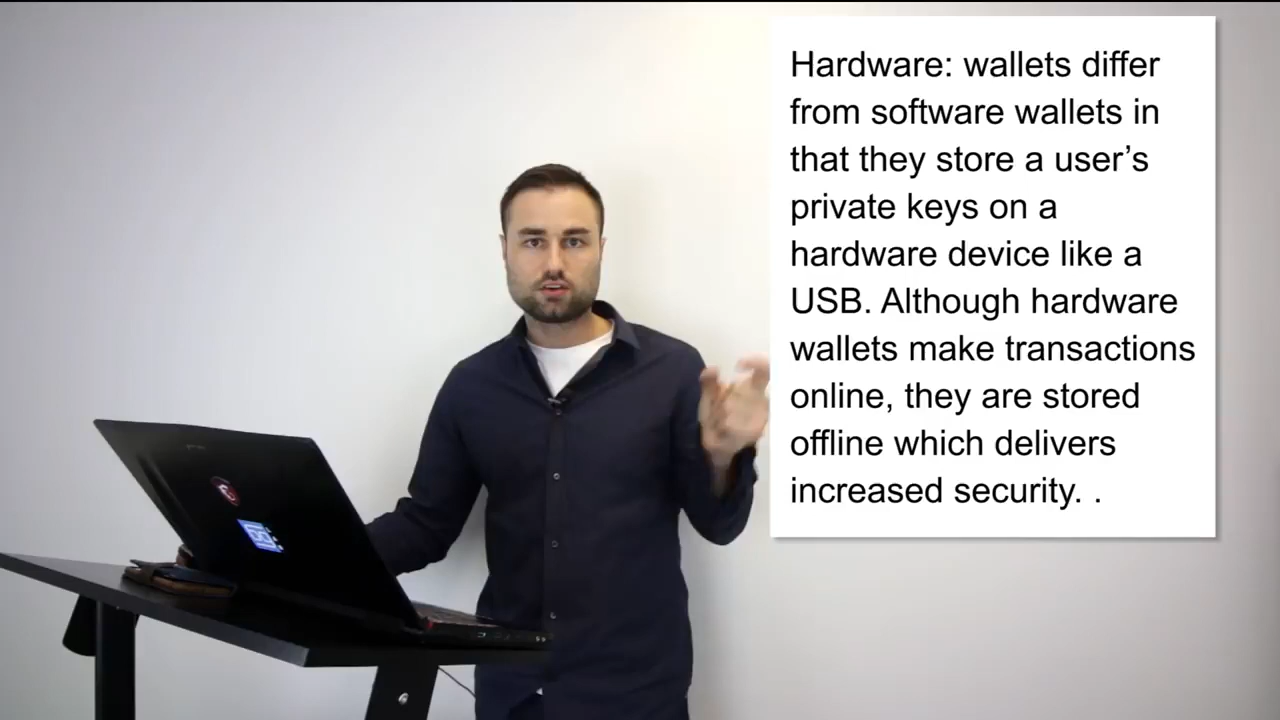 Hardware: wallets differ
from software wallets in
that they store a user’s
private keys on a
hardware device like a
USB. Although hardware
wallets make transactions
online, they are stored
offline which delivers
increased security. .